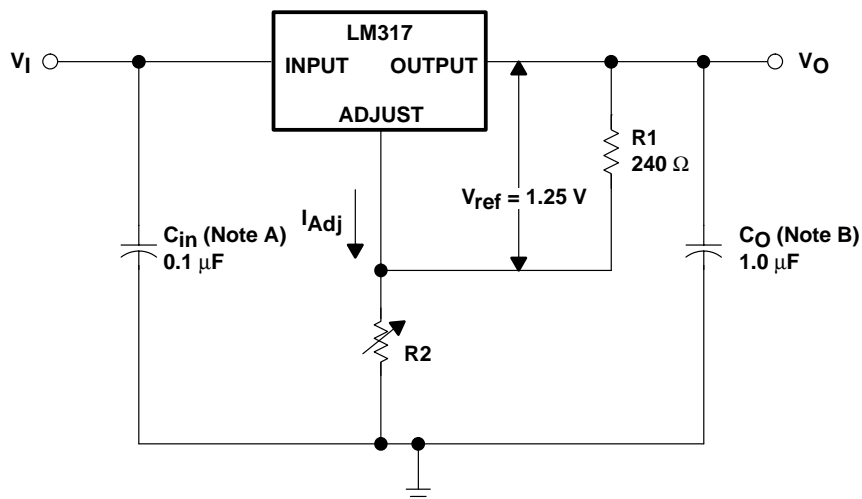 LM317
V_I
INPUT
OUTPUT
V_O
ADJUST
R1
240 Ω
V_ref = 1.25 V
I_Adj
C_in (Note A)
0.1 μF
C_O (Note B)
1.0 μF
R2